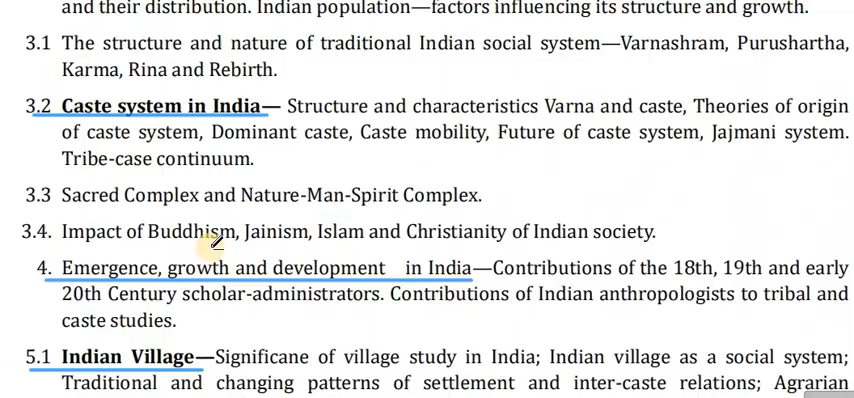 and their distribution. Indian population—factors influencing its structure and growth.
3.1 The structure and nature of traditional Indian social system—Varnashram, Purushartha,
Karma, Rina and Rebirth.
3.2 Caste system in India— Structure and characteristics Varna and caste, Theories of origin
of caste system, Dominant caste, Caste mobility, Future of caste system, Jajmani system.
Tribe-case continuum.
3.3 Sacred Complex and Nature-Man-Spirit Complex.
3.4. Impact of Buddhism, Jainism, Islam and Christianity of Indian society.
4. Emergence, growth and development in India—Contributions of the 18th, 19th and early
20th Century scholar-administrators. Contributions of Indian anthropologists to tribal and
caste studies.
5.1 Indian Village—Significane of village study in India; Indian village as a social system;
Traditional and changing patterns of settlement and inter-caste relations; Agrarian